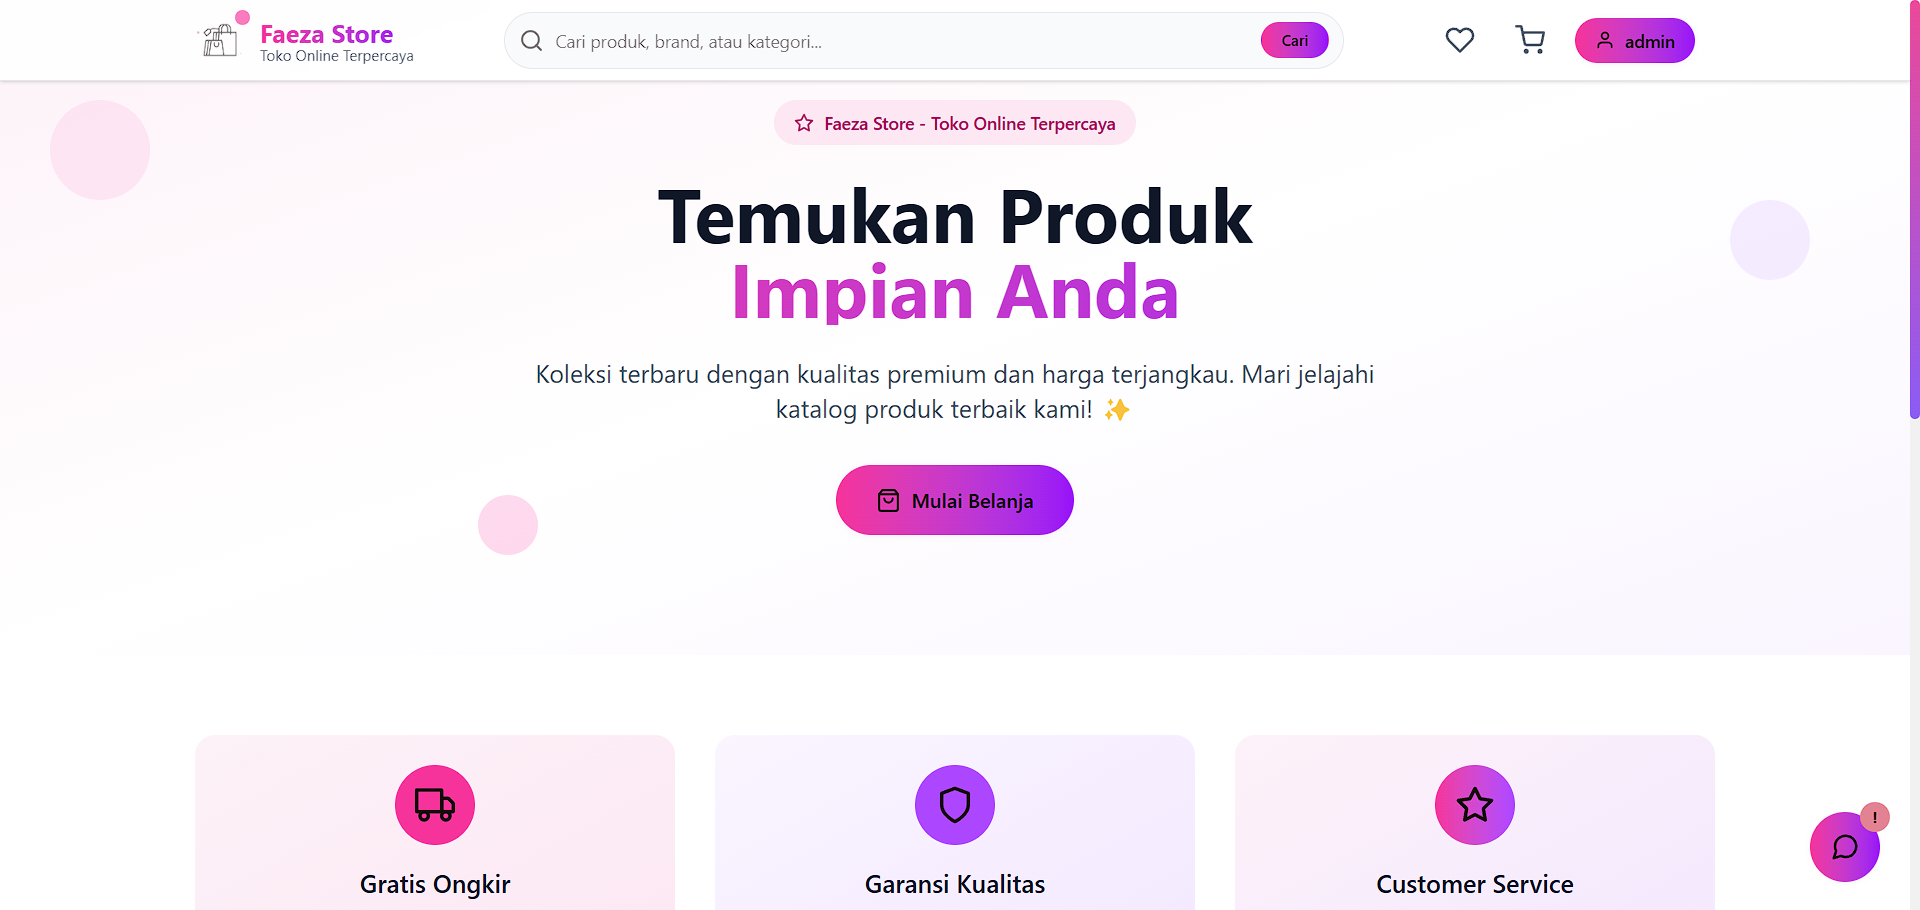 Faeza Store
Toko Online Terpercaya
Cari produk, brand, atau kategori...
Cari
admin
Faeza Store - Toko Online Terpercaya
Temukan Produk
Impian Anda
Koleksi terbaru dengan kualitas premium dan harga terjangkau. Mari jelajahi
katalog produk terbaik kami! ✨
Mulai Belanja
Gratis Ongkir
Garansi Kualitas
Customer Service
!